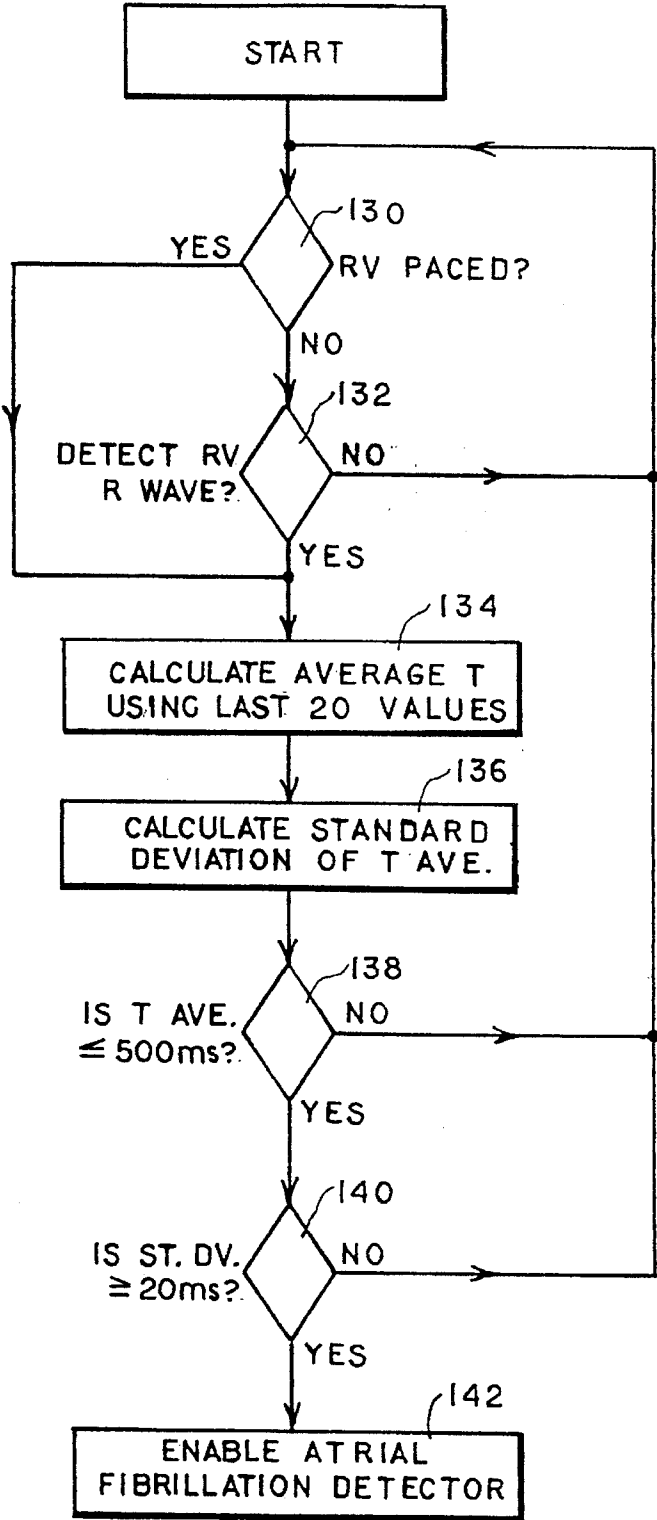 START
130
YES
RV PACED?
NO
132
DETECT RV
R WAVE?
NO
YES
134
CALCULATE AVERAGE T
USING LAST 20 VALUES
136
CALCULATE STANDARD
DEVIATION OF T AVE.
138
IS T AVE.
≦ 500ms?
NO
YES
140
IS ST. DV.
≧ 20ms?
NO
YES
142
ENABLE ATRIAL
FIBRILLATION DETECTOR